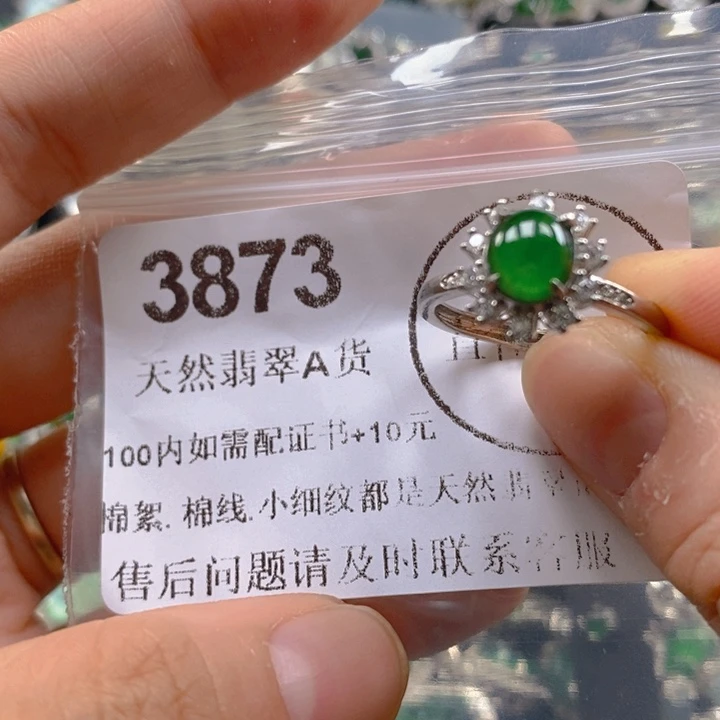 3873
天然翡翠A货
100内如需配证书+10元
棉絮.棉线.小细纹都是天然翡翠
售后问题请及时联系客服